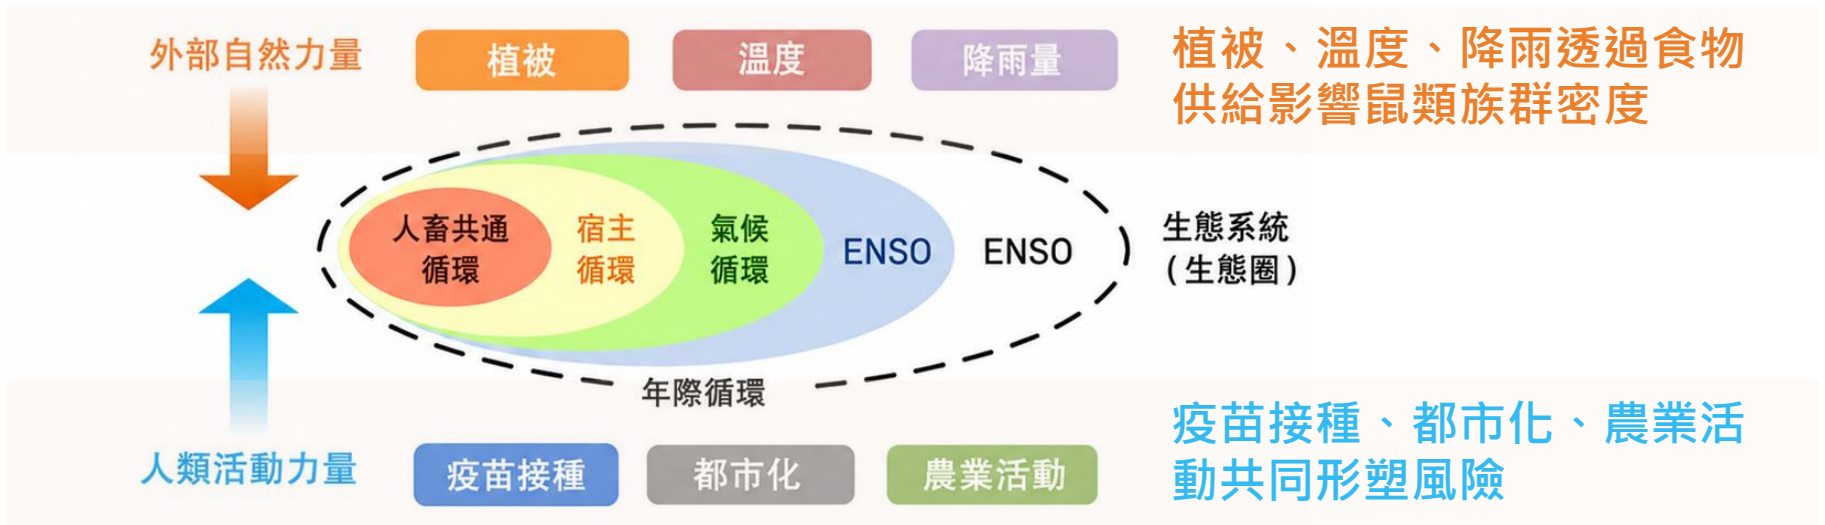 外部自然力量
植被
溫度
降雨量
植被、溫度、降雨透過食物
供給影響鼠類族群密度
人畜共通
循環
宿主
循環
氣候
循環
ENSO
ENSO
生態系統
（生態圈）
年際循環
人類活動力量
疫苗接種
都市化
農業活動
疫苗接種、都市化、農業活
動共同形塑風險